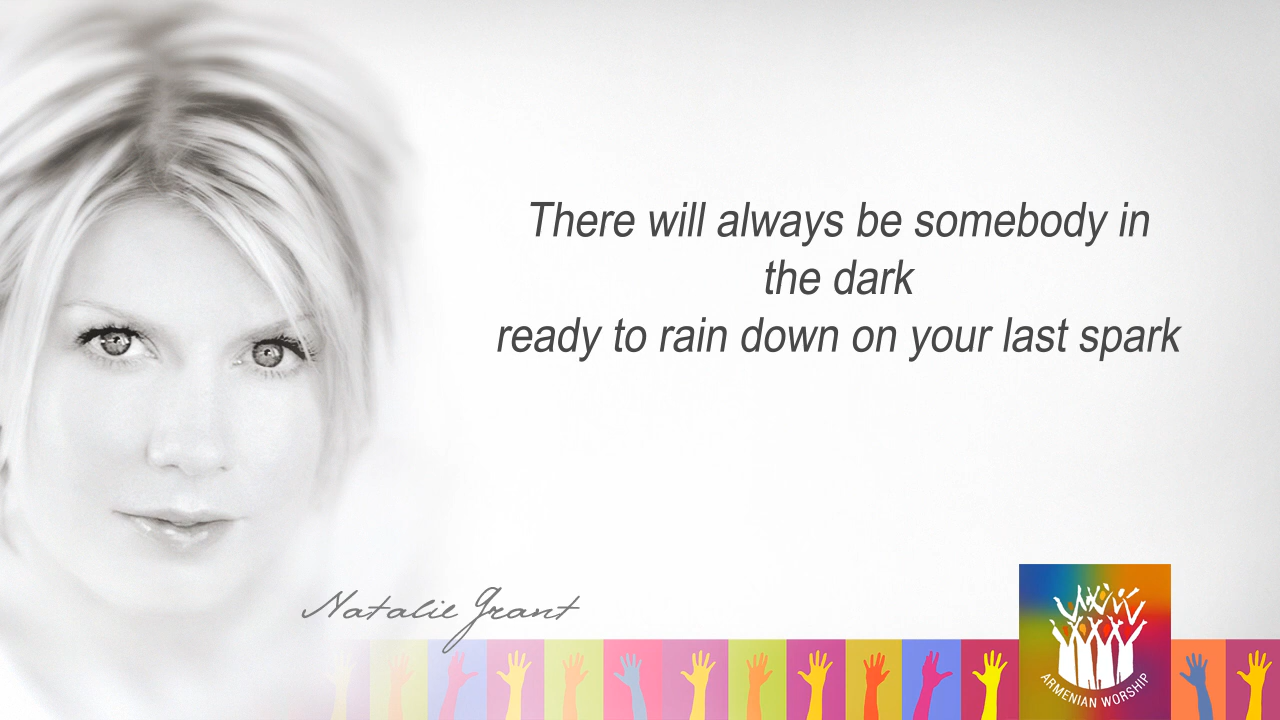 There will always be somebody in
the dark
ready to rain down on your last spark
Natalie Grant
ARMENIAN WORSHIP